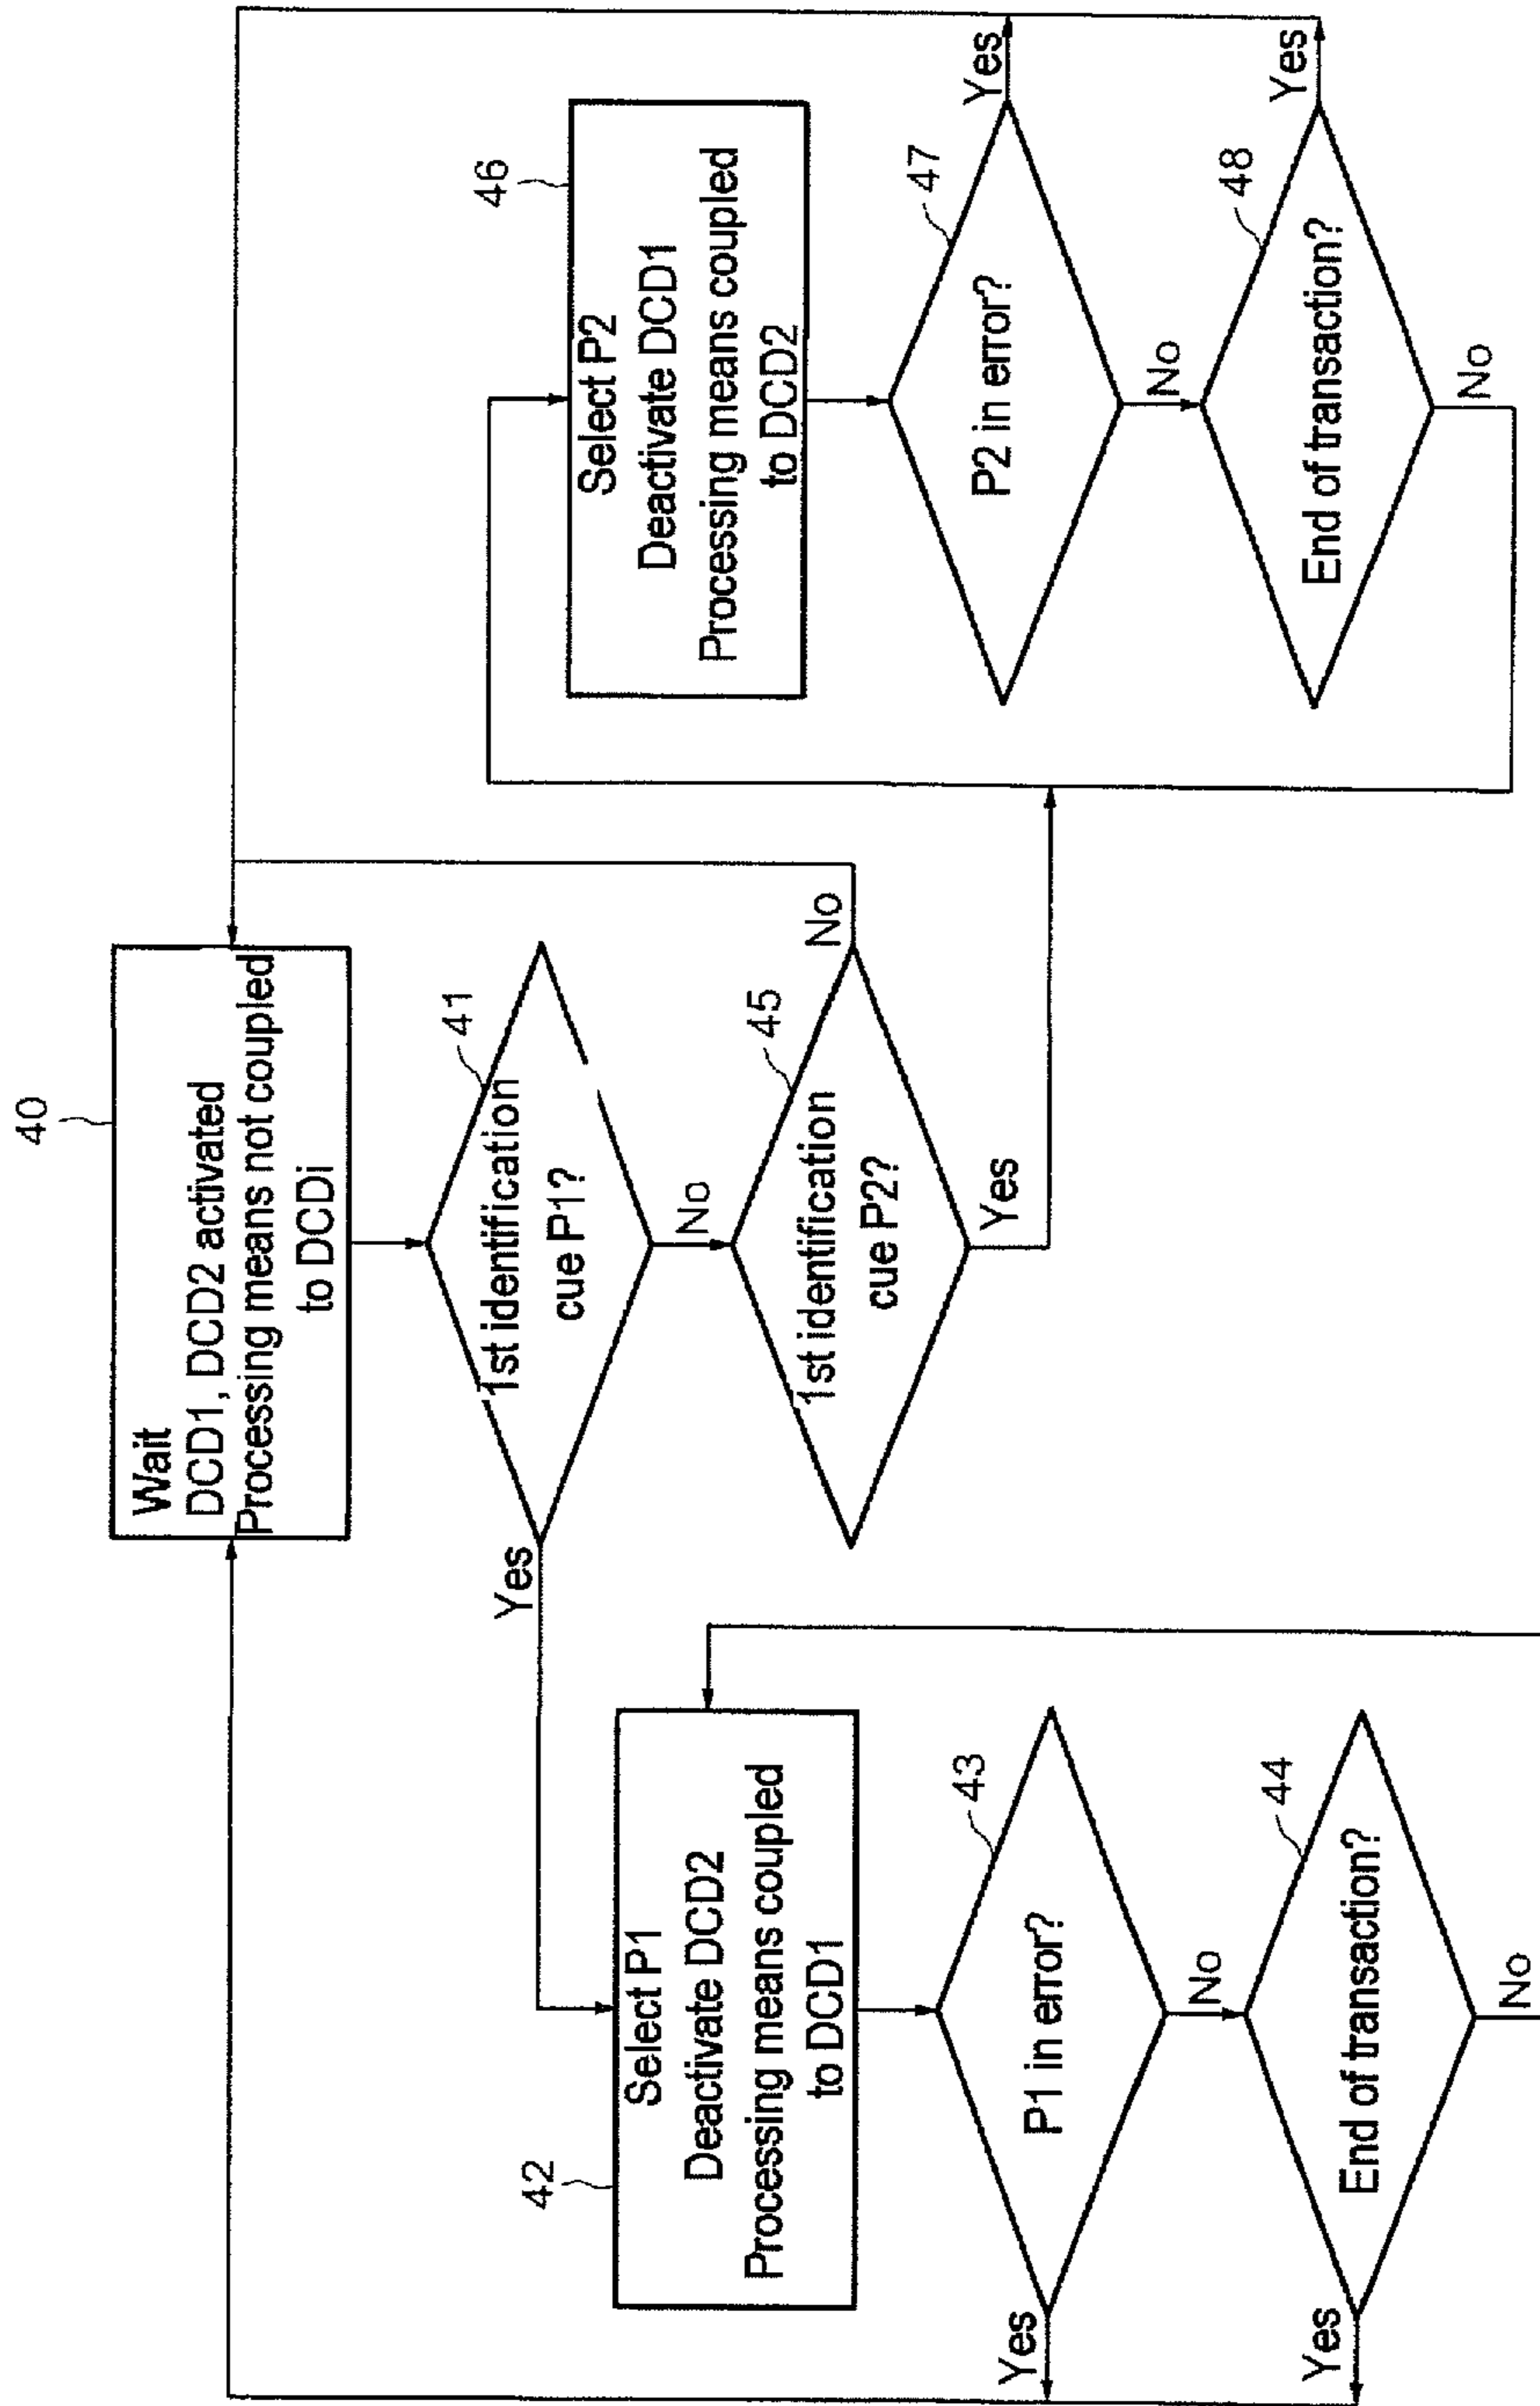 40
Wait
DCD1, DCD2 activated
Processing means not coupled
to DCDi
41
1st identification
cue P1?
Yes
No
45
1st identification
cue P2?
No
Yes
42
Select P1
Deactivate DCD2
Processing means coupled
to DCD1
43
P1 in error?
Yes
No
44
End of transaction?
Yes
No
46
Select P2
Deactivate DCD1
Processing means coupled
to DCD2
47
P2 in error?
Yes
No
48
End of transaction?
Yes
No